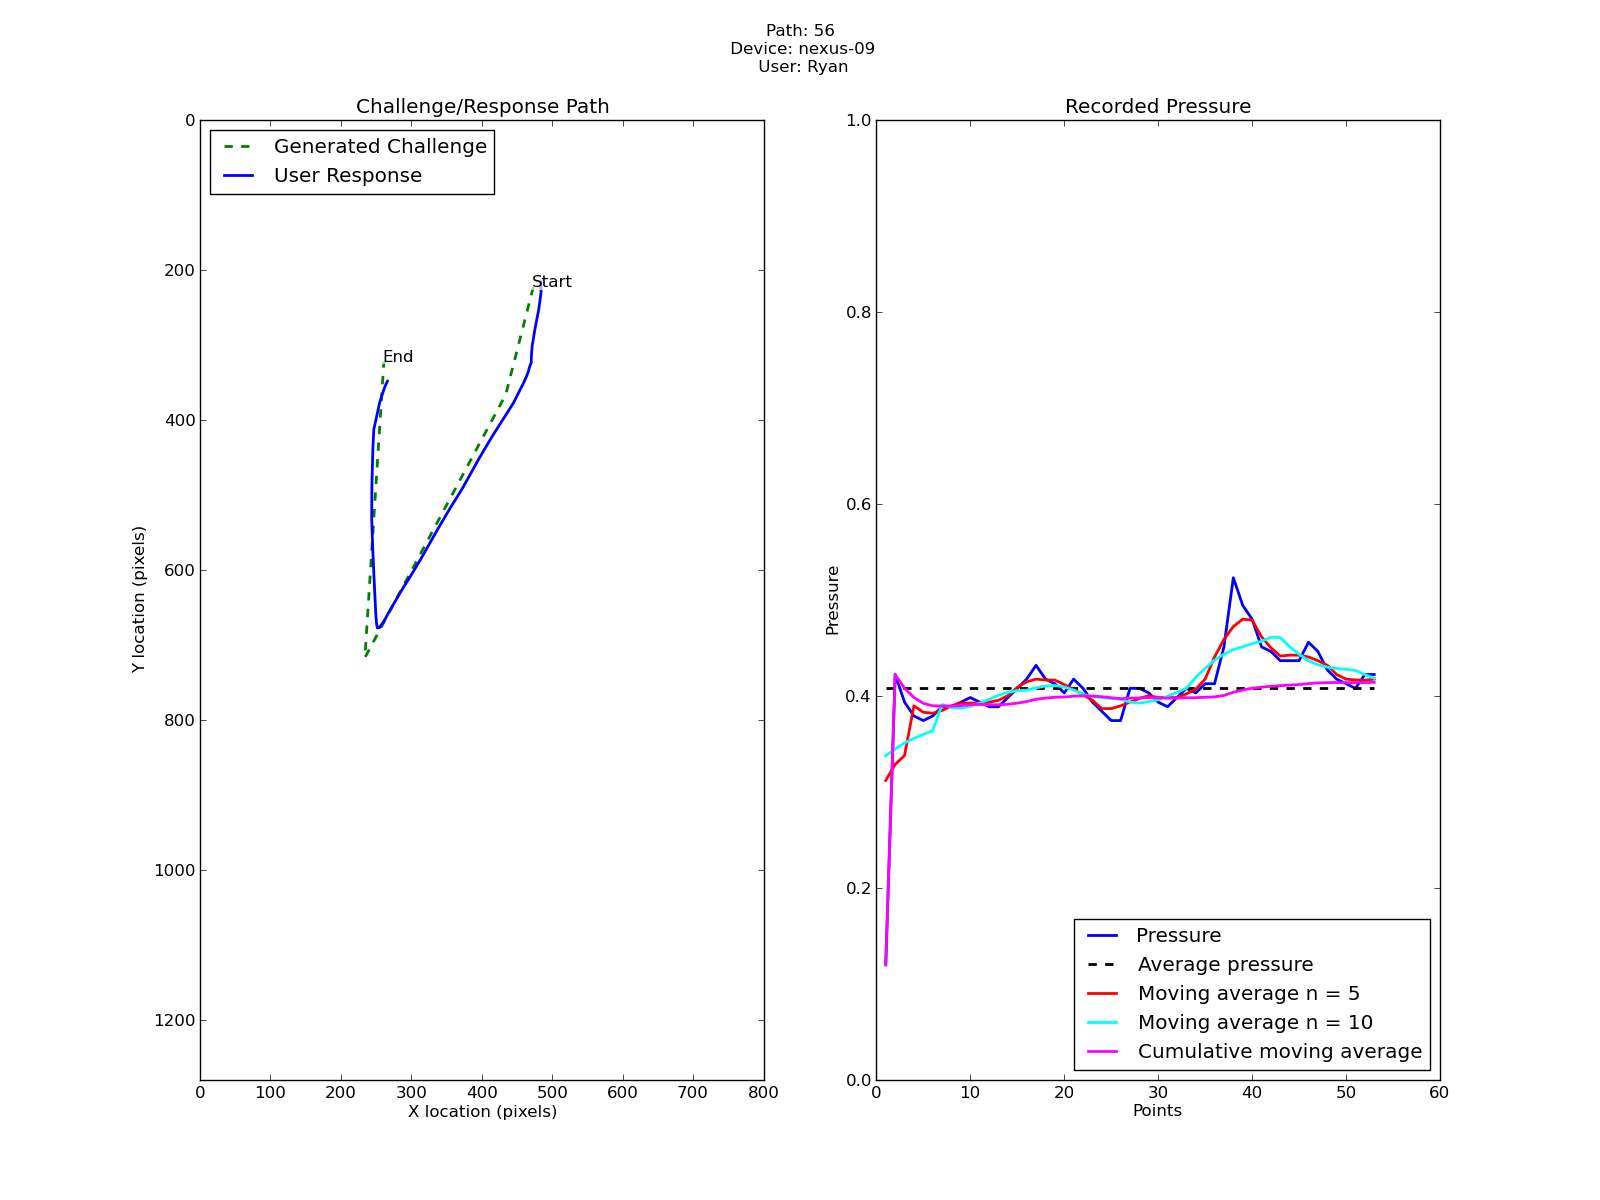 Path: 56
Device: nexus-09
User: Ryan
Challenge/Response Path
Generated Challenge
User Response
Start
End
0
200
400
600
800
1000
1200
Y location (pixels)
0 100 200 300 400 500 600 700 800
X location (pixels)
Recorded Pressure
1.0
0.8
0.6
0.4
0.2
0.0
Pressure
Pressure
Average pressure
Moving average n = 5
Moving average n = 10
Cumulative moving average
0 10 20 30 40 50 60
Points